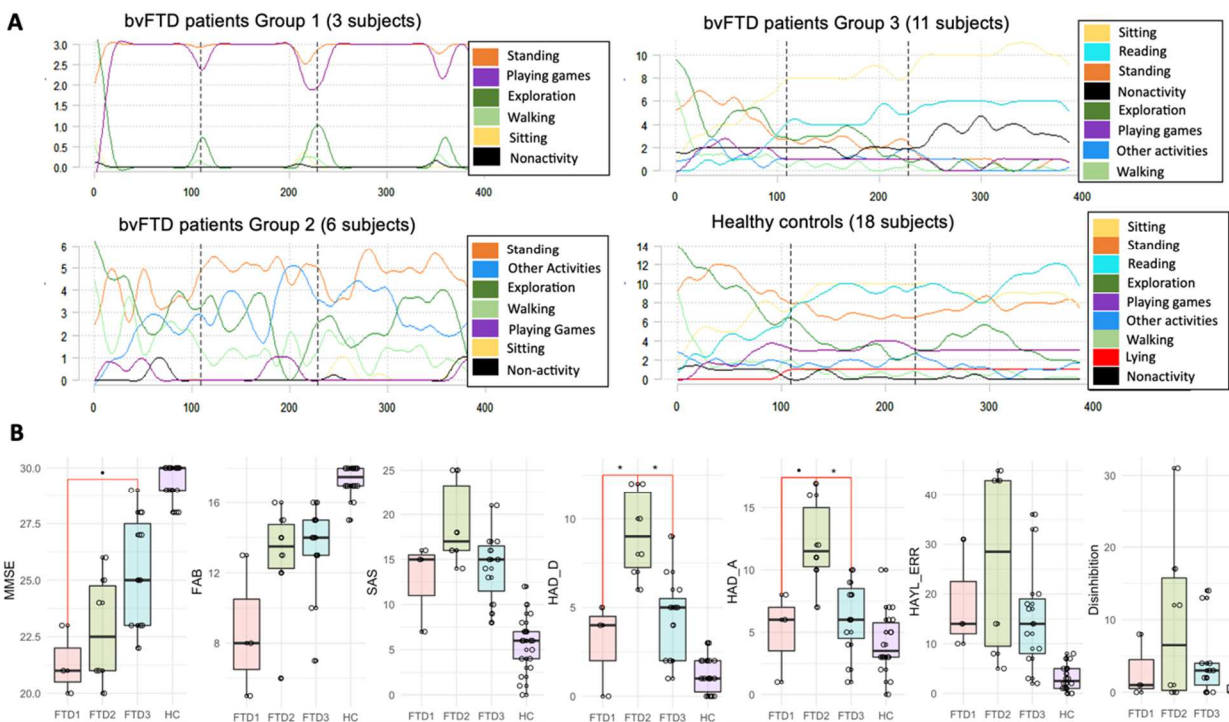 A
bvFTD patients Group 1 (3 subjects)
3.0
2.5
2.0
1.5
1.0
0.5
0.0
0 100 200 300 400
Standing
Playing games
Exploration
Walking
Sitting
Nonactivity
bvFTD patients Group 3 (11 subjects)
10
8
6
4
2
0
0 100 200 300 400
Sitting
Reading
Standing
Nonactivity
Exploration
Playing games
Other activities
Walking
bvFTD patients Group 2 (6 subjects)
6
5
4
3
2
1
0
0 100 200 300 400
Standing
Other Activities
Exploration
Walking
Playing Games
Sitting
Non-activity
Healthy controls (18 subjects)
14
12
10
8
6
4
2
0
0 100 200 300 400
Sitting
Standing
Reading
Exploration
Playing games
Other activities
Walking
Lying
Nonactivity
B
MMSE
30.0
27.5
25.0
22.5
20.0
*
FTD1 FTD2 FTD3 HC
FAB
16
12
8
FTD1 FTD2 FTD3 HC
SAS
25
20
15
10
5
0
FTD1 FTD2 FTD3 HC
HAD_D
10
5
0
* *
FTD1 FTD2 FTD3 HC
HAD_A
15
10
5
0
* *
FTD1 FTD2 FTD3 HC
HAYL_ERR
40
30
20
10
0
FTD1 FTD2 FTD3 HC
Disinhibition
30
20
10
0
FTD1 FTD2 FTD3